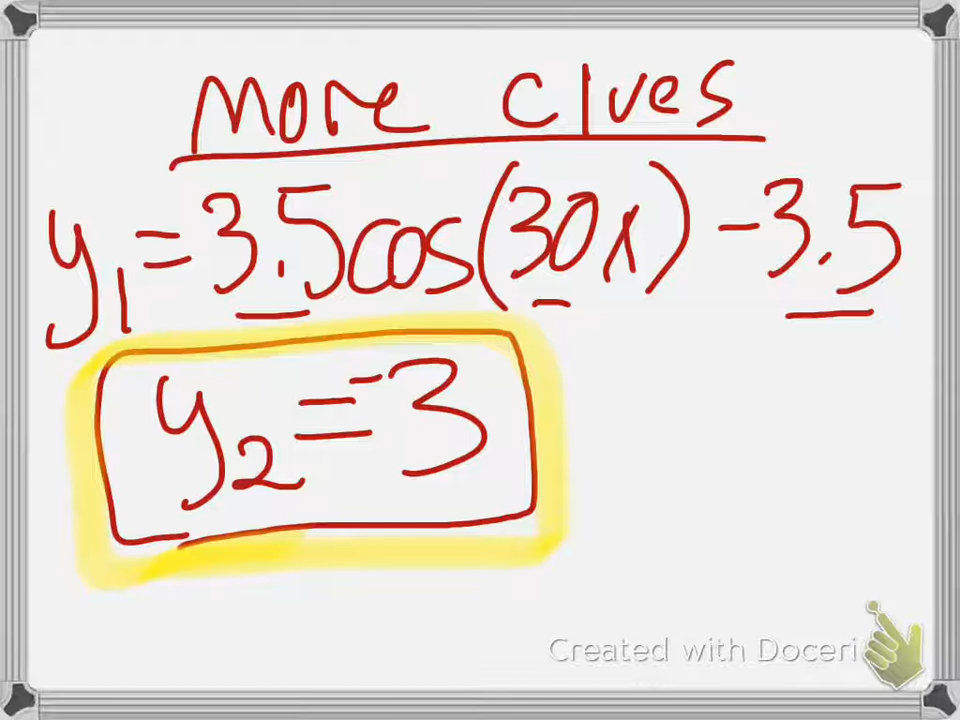 More clues
y₁ = 3.5cos(30x) - 3.5
y₂ = -3
Created with Doceri